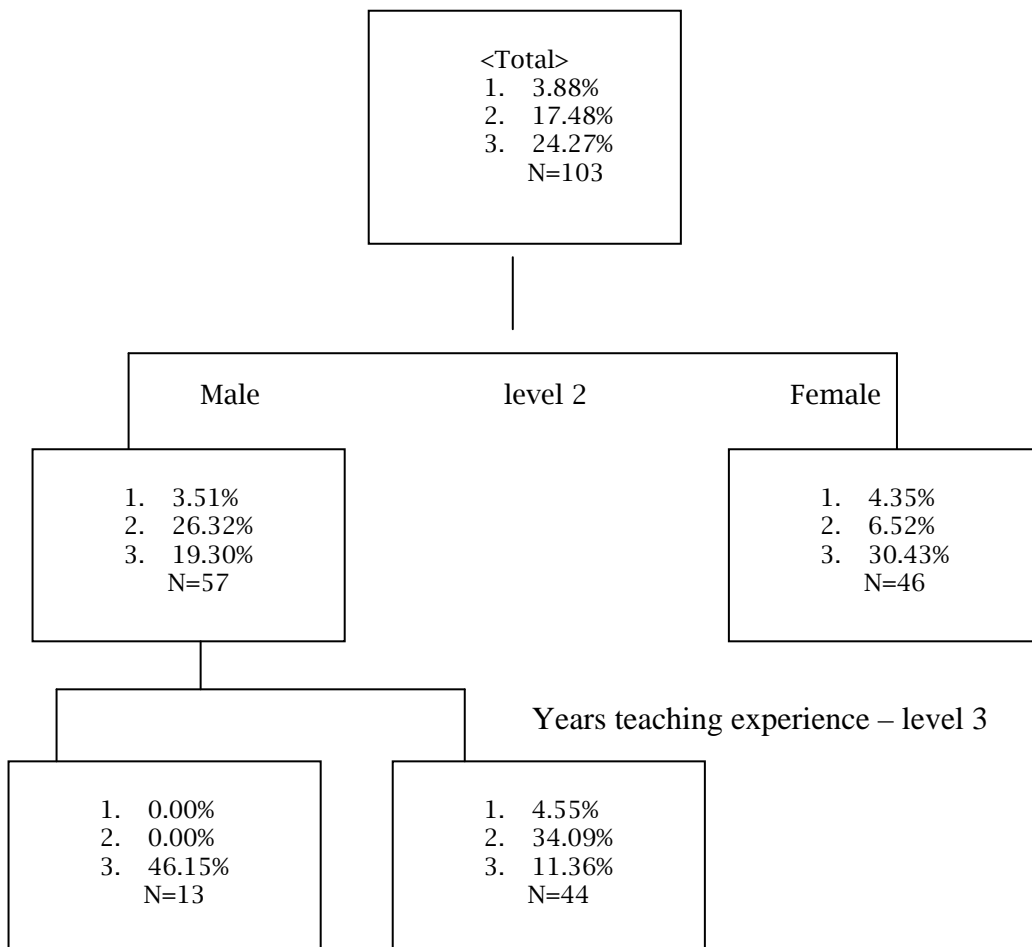 <Total>
1. 3.88%
2. 17.48%
3. 24.27%
N=103
Male level 2 Female
1. 3.51%
2. 26.32%
3. 19.30%
N=57
1. 4.35%
2. 6.52%
3. 30.43%
N=46
Years teaching experience – level 3
1. 0.00%
2. 0.00%
3. 46.15%
N=13
1. 4.55%
2. 34.09%
3. 11.36%
N=44